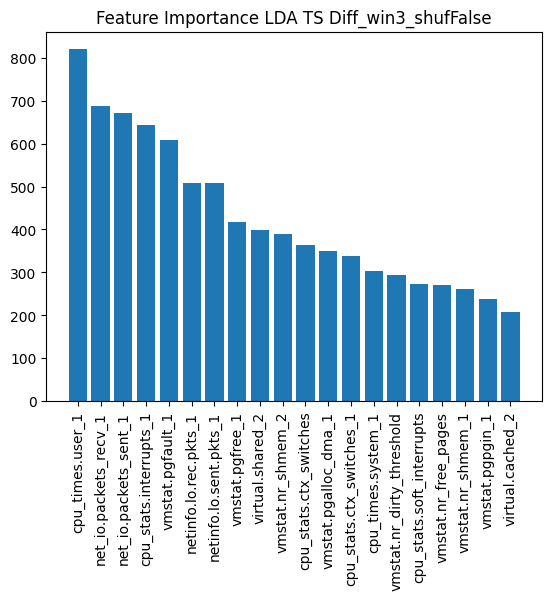 Feature Importance LDA TS Diff_win3_shufFalse
800
700
600
500
400
300
200
100
0
cpu_times.user_1
net_io.packets_recv_1
net_io.packets_sent_1
cpu_stats.interrupts_1
vmstat.pgfault_1
netinfo.lo.rec.pkts_1
netinfo.lo.sent.pkts_1
vmstat.pgfree_1
virtual.shared_2
vmstat.nr_shmem_2
cpu_stats.ctx_switches
vmstat.pgalloc_dma_1
cpu_stats.ctx_switches_1
cpu_times.system_1
vmstat.nr_dirty_threshold
cpu_stats.soft_interrupts
vmstat.nr_free_pages
vmstat.nr_shmem_1
vmstat.pgpgin_1
virtual.cached_2